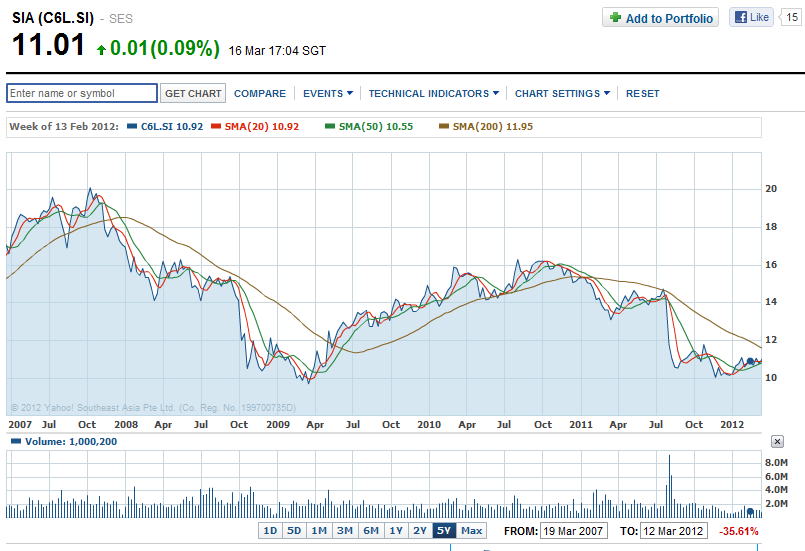 SIA (C6L.SI) - SES
Add to Portfolio
Like 15
11.01 0.01(0.09%) 16 Mar 17:04 SGT
Enter name or symbol GET CHART COMPARE EVENTS TECHNICAL INDICATORS CHART SETTINGS RESET
Week of 13 Feb 2012: C6L.SI 10.92 SMA(20) 10.92 SMA(50) 10.55 SMA(200) 11.95
20
18
16
14
12
10
© 2012 Yahoo! Southeast Asia Pte Ltd. (Co. Reg. No. 199700735D)
2007 Jul Oct 2008 Apr Jul Oct 2009 Apr Jul Oct 2010 Apr Jul Oct 2011 Apr Jul Oct 2012
Volume: 1,000,200
8.0M
6.0M
4.0M
2.0M
1D 5D 1M 3M 6M 1Y 2Y 5Y Max FROM: 19 Mar 2007 TO: 12 Mar 2012 -35.61%